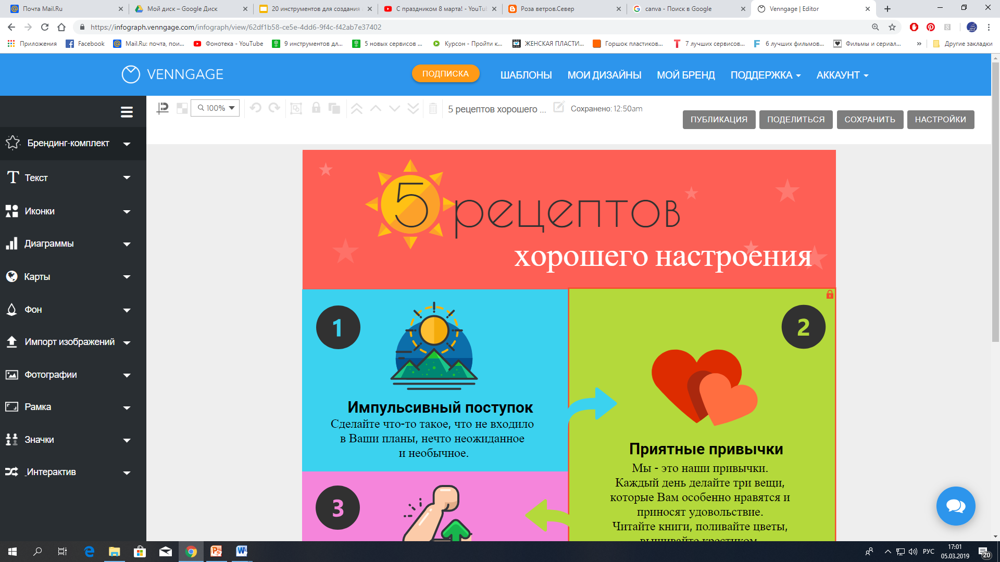 Почта Mail.Ru
Мой диск – Google Диск
20 инструментов для создания
С праздником 8 марта! - YouTu
Роза ветров.Север
canva - Поиск в Google
Venngage | Editor
https://infograph.venngage.com/infograph/view/62df1b58-ce5e-4dd6-9f4c-f42ab7e37402
Приложения
Facebook
Mail.Ru: почта, пои...
Фонотека - YouTube
9 инструментов дл...
5 новых сервисов ...
Курсон - Пройти к...
ЖЕНСКАЯ ПЛАСТИ...
Горшок пластиков...
7 лучших сервисов...
6 лучших фильмов...
Фильмы и сериал...
»
Другие закладки
VENNGAGE
ПОДПИСКА
ШАБЛОНЫ
МОИ ДИЗАЙНЫ
МОЙ БРЕНД
ПОДДЕРЖКА
АККАУНТ
100%
5 рецептов хорошего ...
Сохранено: 12:50am
ПУБЛИКАЦИЯ
ПОДЕЛИТЬСЯ
СОХРАНИТЬ
НАСТРОЙКИ
Брендинг-комплект
Текст
Иконки
Диаграммы
Карты
Фон
Импорт изображений
Фотографии
Рамка
Значки
_Интерактив
5 рецептов
хорошего настроения
1
Импульсивный поступок
Сделайте что-то такое, что не входило
в Ваши планы, нечто неожиданное
и необычное.
2
Приятные привычки
Мы - это наши привычки.
Каждый день делайте три вещи,
которые Вам особенно нравятся и
приносят удовольствие.
Читайте книги, поливайте цветы,
вышивайте крестиком
3
РУС
17:01
05.03.2019
20